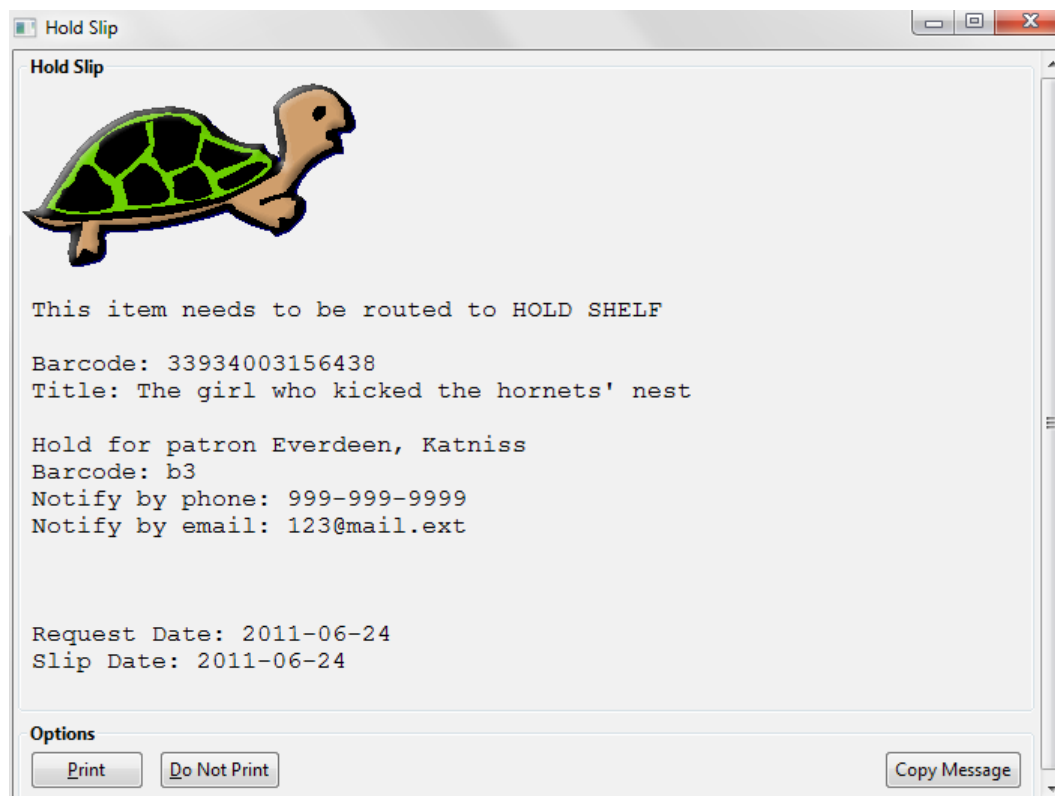 Hold Slip
Hold Slip
This item needs to be routed to HOLD SHELF
Barcode: 33934003156438
Title: The girl who kicked the hornets' nest
Hold for patron Everdeen, Katniss
Barcode: b3
Notify by phone: 999-999-9999
Notify by email: 123@mail.ext
Request Date: 2011-06-24
Slip Date: 2011-06-24
Options
Print Do Not Print Copy Message